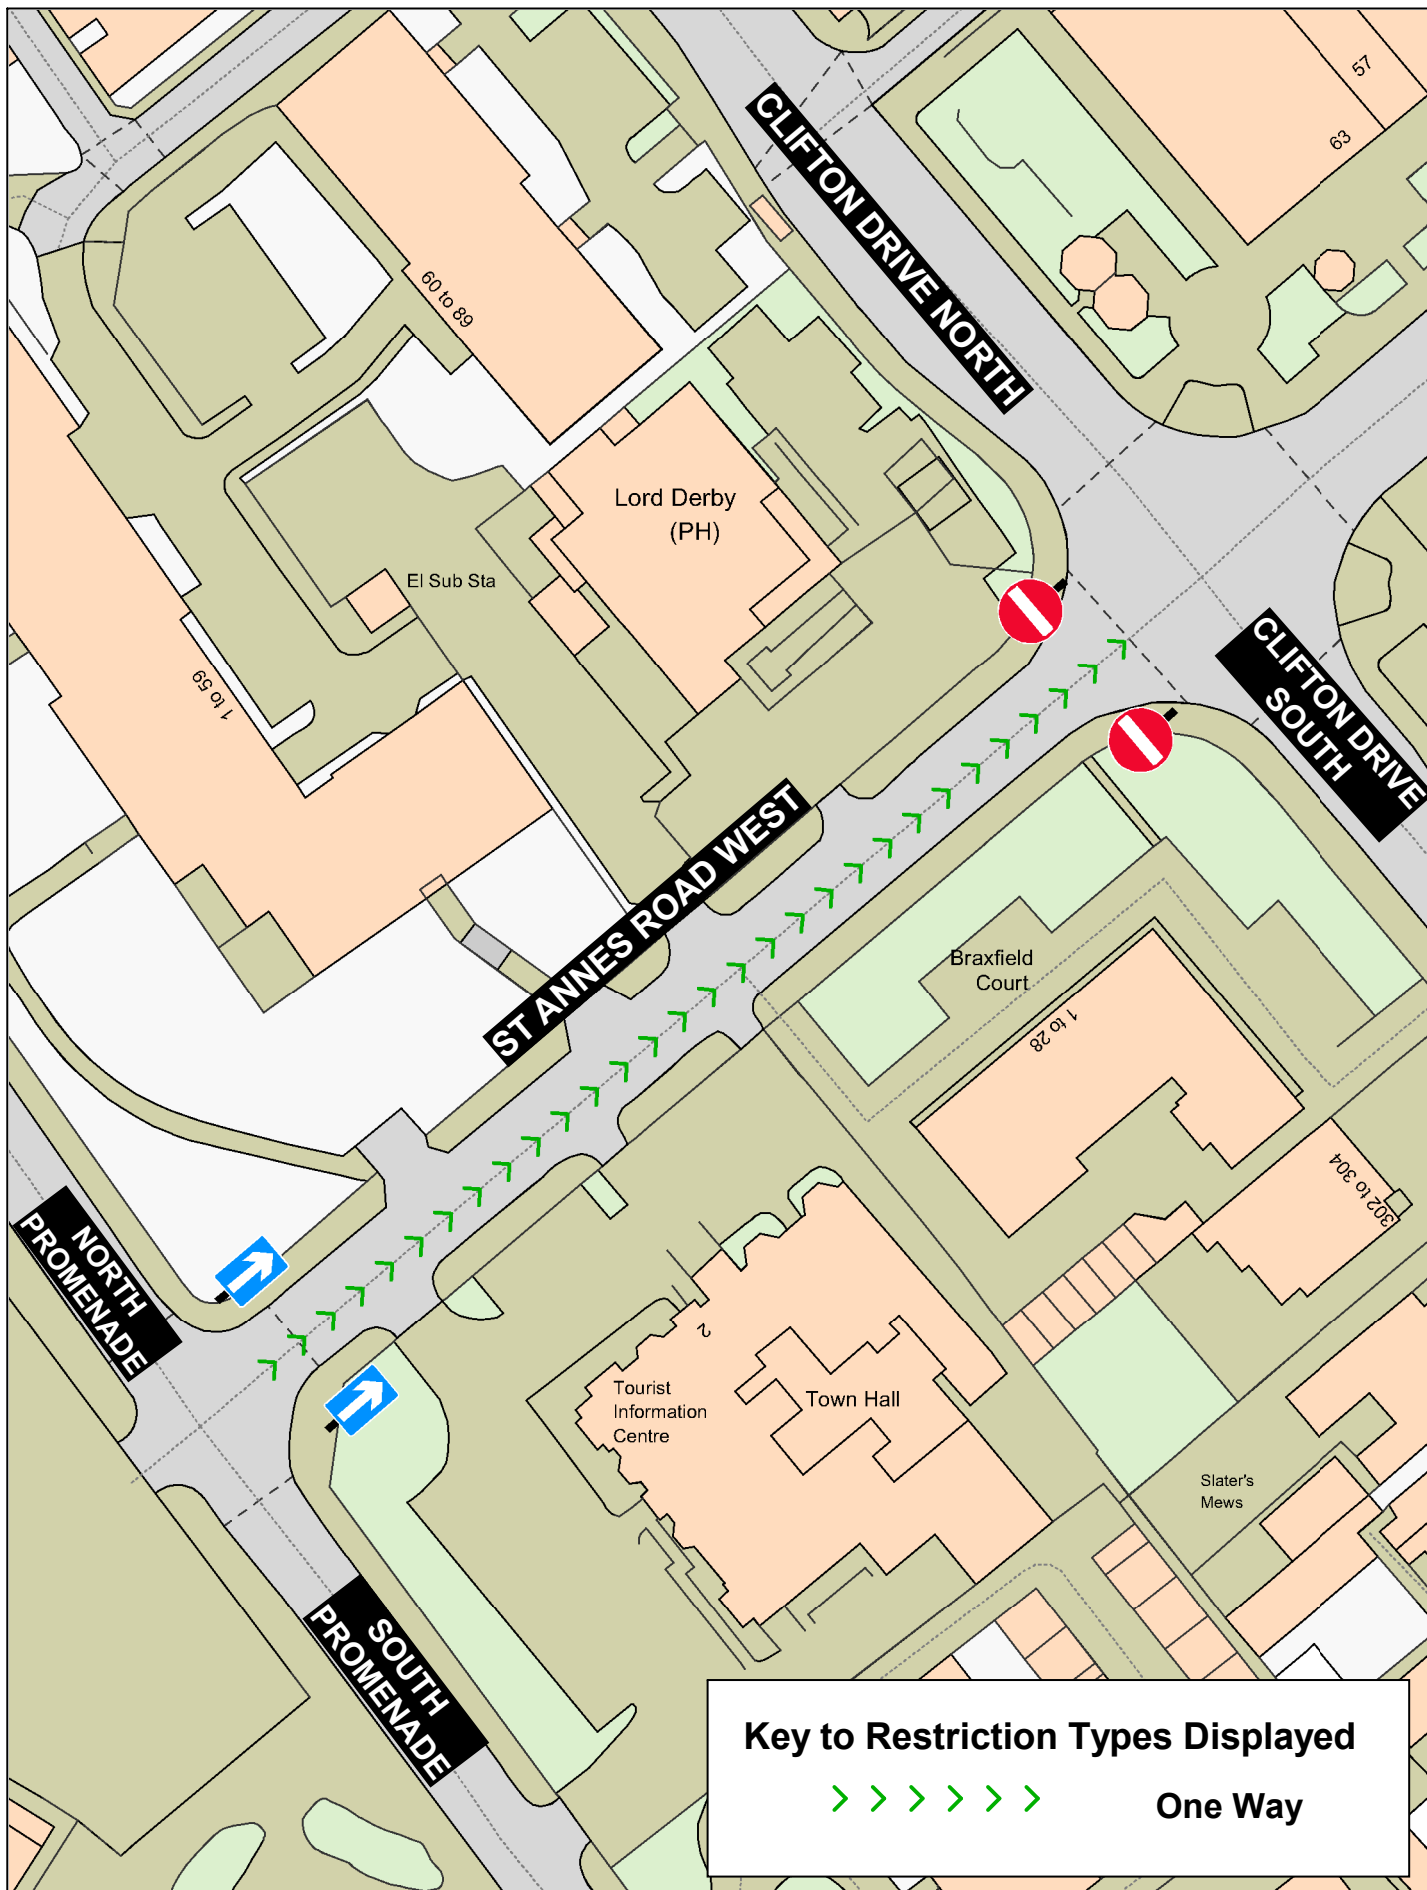 57
63
CLIFTON DRIVE NORTH
60 to 89
Lord Derby
(PH)
El Sub Sta
1 to 59
CLIFTON DRIVE
SOUTH
ST ANNES ROAD WEST
Braxfield
Court
1 to 28
302 to 304
NORTH
PROMENADE
2
Tourist
Information
Centre
Town Hall
Slater's
Mews
SOUTH
PROMENADE
Key to Restriction Types Displayed
One Way